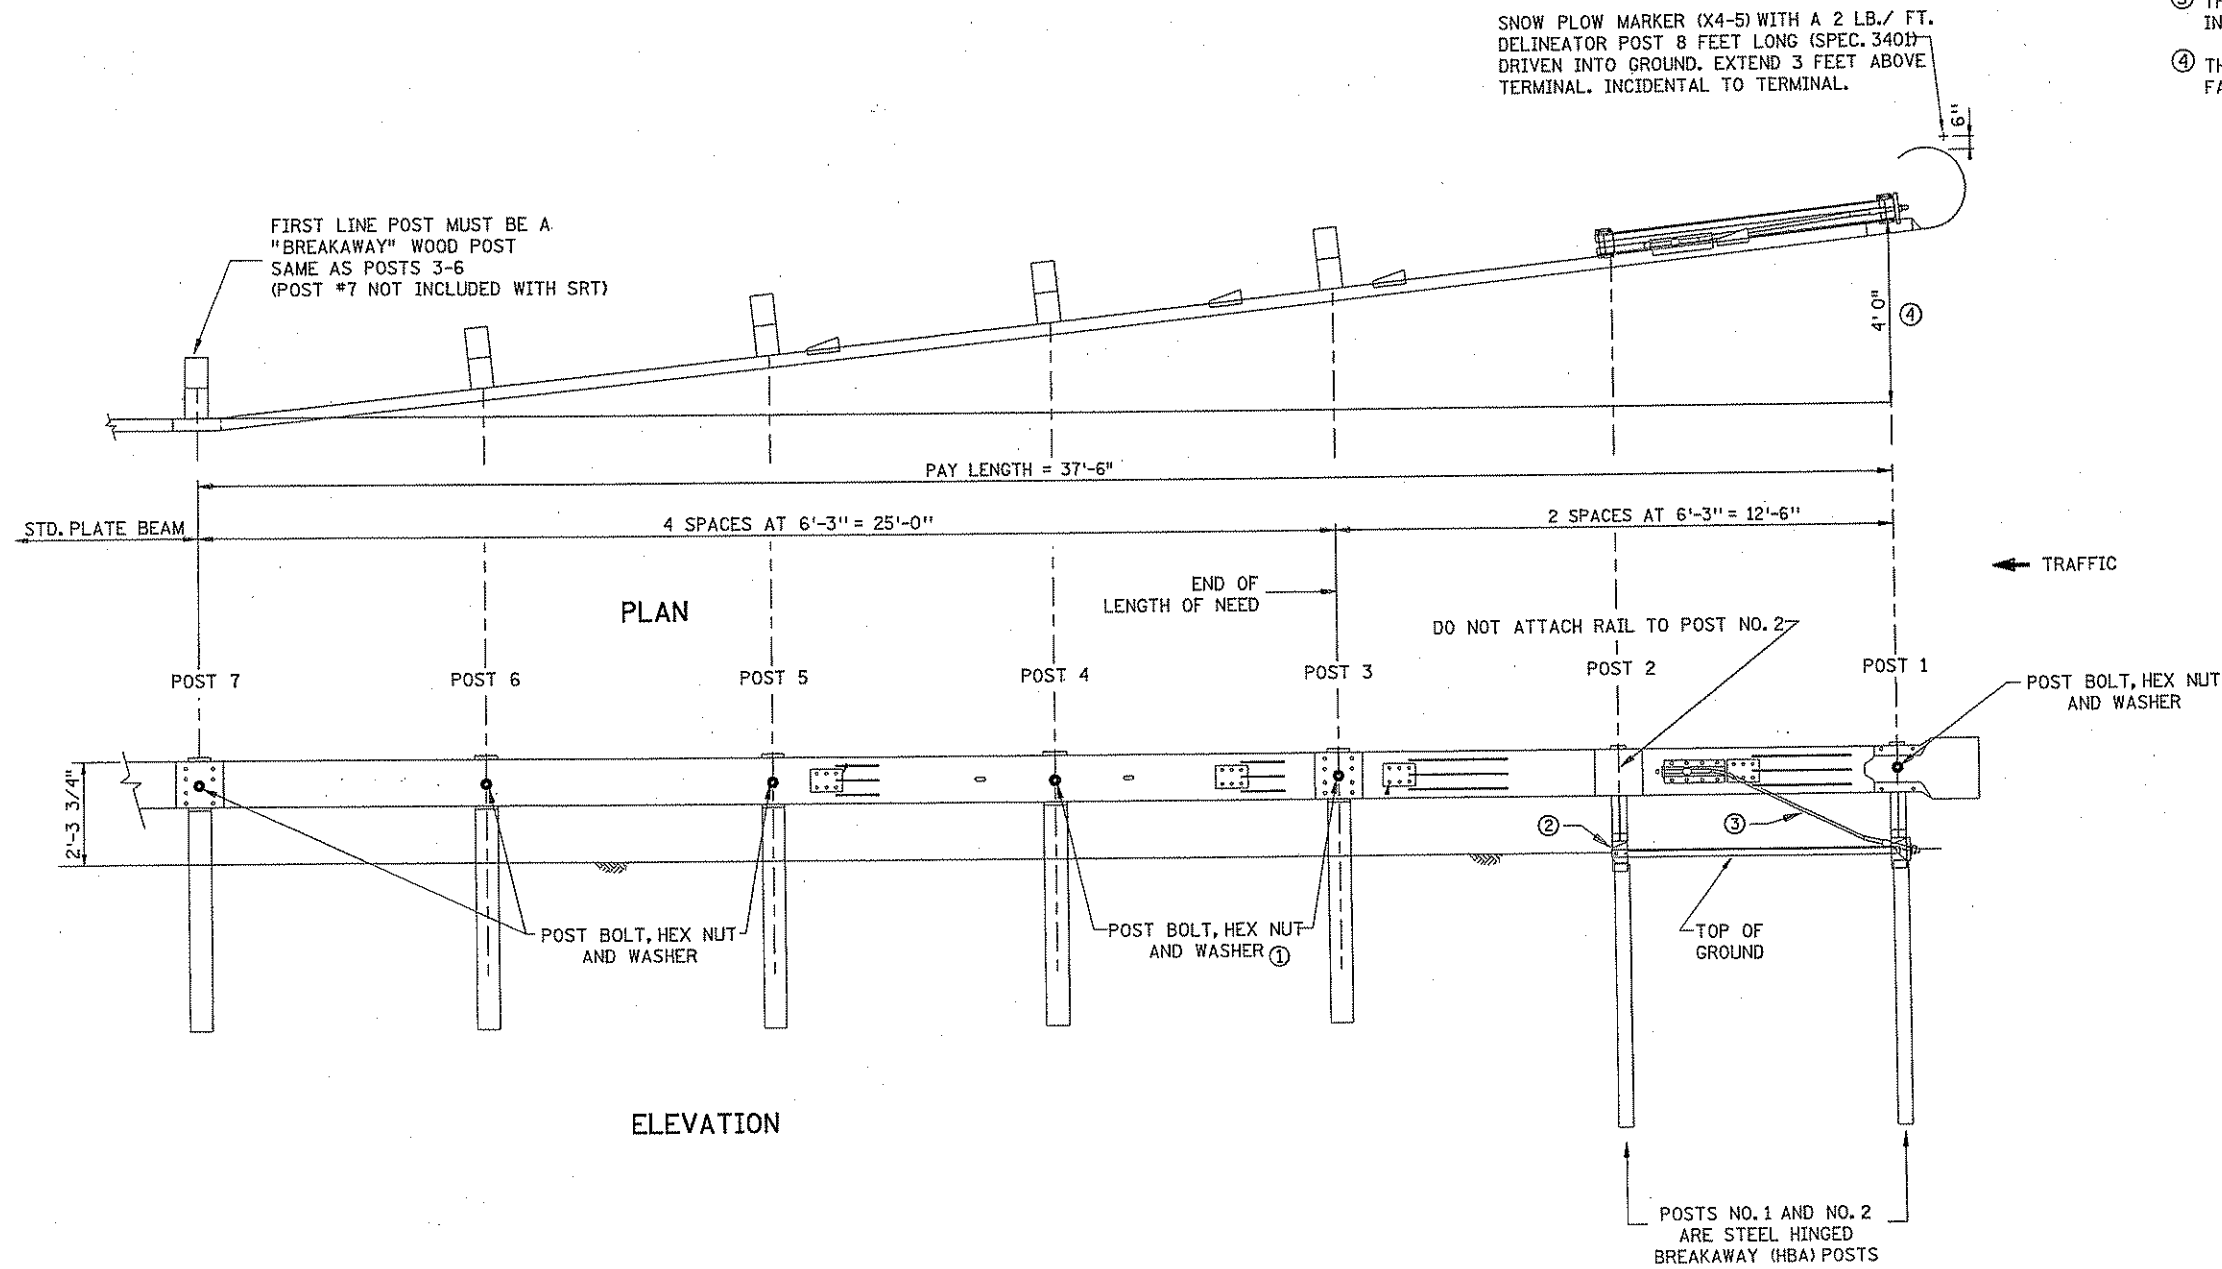 SNOW PLOW MARKER (X4-5) WITH A 2 LB./ FT.
DELINEATOR POST 8 FEET LONG (SPEC. 3401)
DRIVEN INTO GROUND. EXTEND 3 FEET ABOVE
TERMINAL. INCIDENTAL TO TERMINAL.
③
IN
④ TH
FA
6"
FIRST LINE POST MUST BE A
"BREAKAWAY" WOOD POST
SAME AS POSTS 3-6
(POST #7 NOT INCLUDED WITH SRT)
4' 0" ④
PAY LENGTH = 37'-6"
STD. PLATE BEAM
4 SPACES AT 6'-3" = 25'-0"
2 SPACES AT 6'-3" = 12'-6"
TRAFFIC
END OF
LENGTH OF NEED
PLAN
DO NOT ATTACH RAIL TO POST NO. 2
POST 7
POST 6
POST 5
POST 4
POST 3
POST 2
POST 1
POST BOLT, HEX NUT
AND WASHER
2'-3 3/4"
②
③
POST BOLT, HEX NUT
AND WASHER
POST BOLT, HEX NUT
AND WASHER ①
TOP OF
GROUND
ELEVATION
POSTS NO. 1 AND NO. 2
ARE STEEL HINGED
BREAKAWAY (HBA) POSTS